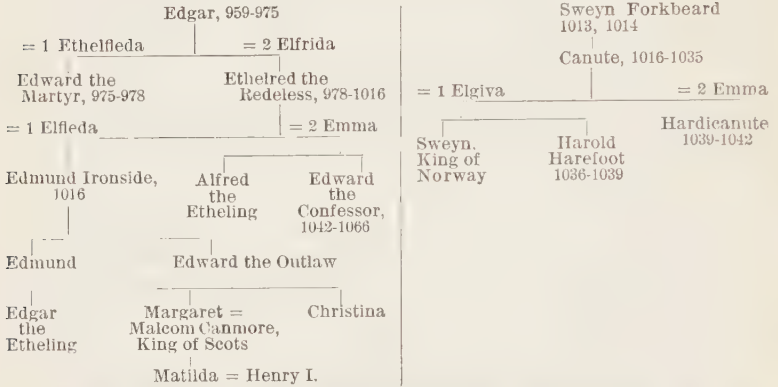 Edgar, 959-975
= 1 Ethelfleda = 2 Elfrida
Edward the Martyr, 975-978
Ethelred the Redeless, 978-1016
= 1 Elfleda = 2 Emma
Edmund Ironside, 1016
Alfred the Etheling
Edward the Confessor, 1042-1066
Edmund Edward the Outlaw
Edgar the Etheling
Margaret = Malcom Canmore, King of Scots
Christina
Matilda = Henry I.
Sweyn Forkbeard
1013, 1014
Canute, 1016-1035
= 1 Elgiva = 2 Emma
Sweyn. King of Norway
Harold Harefoot 1036-1039
Hardicanute 1039-1042